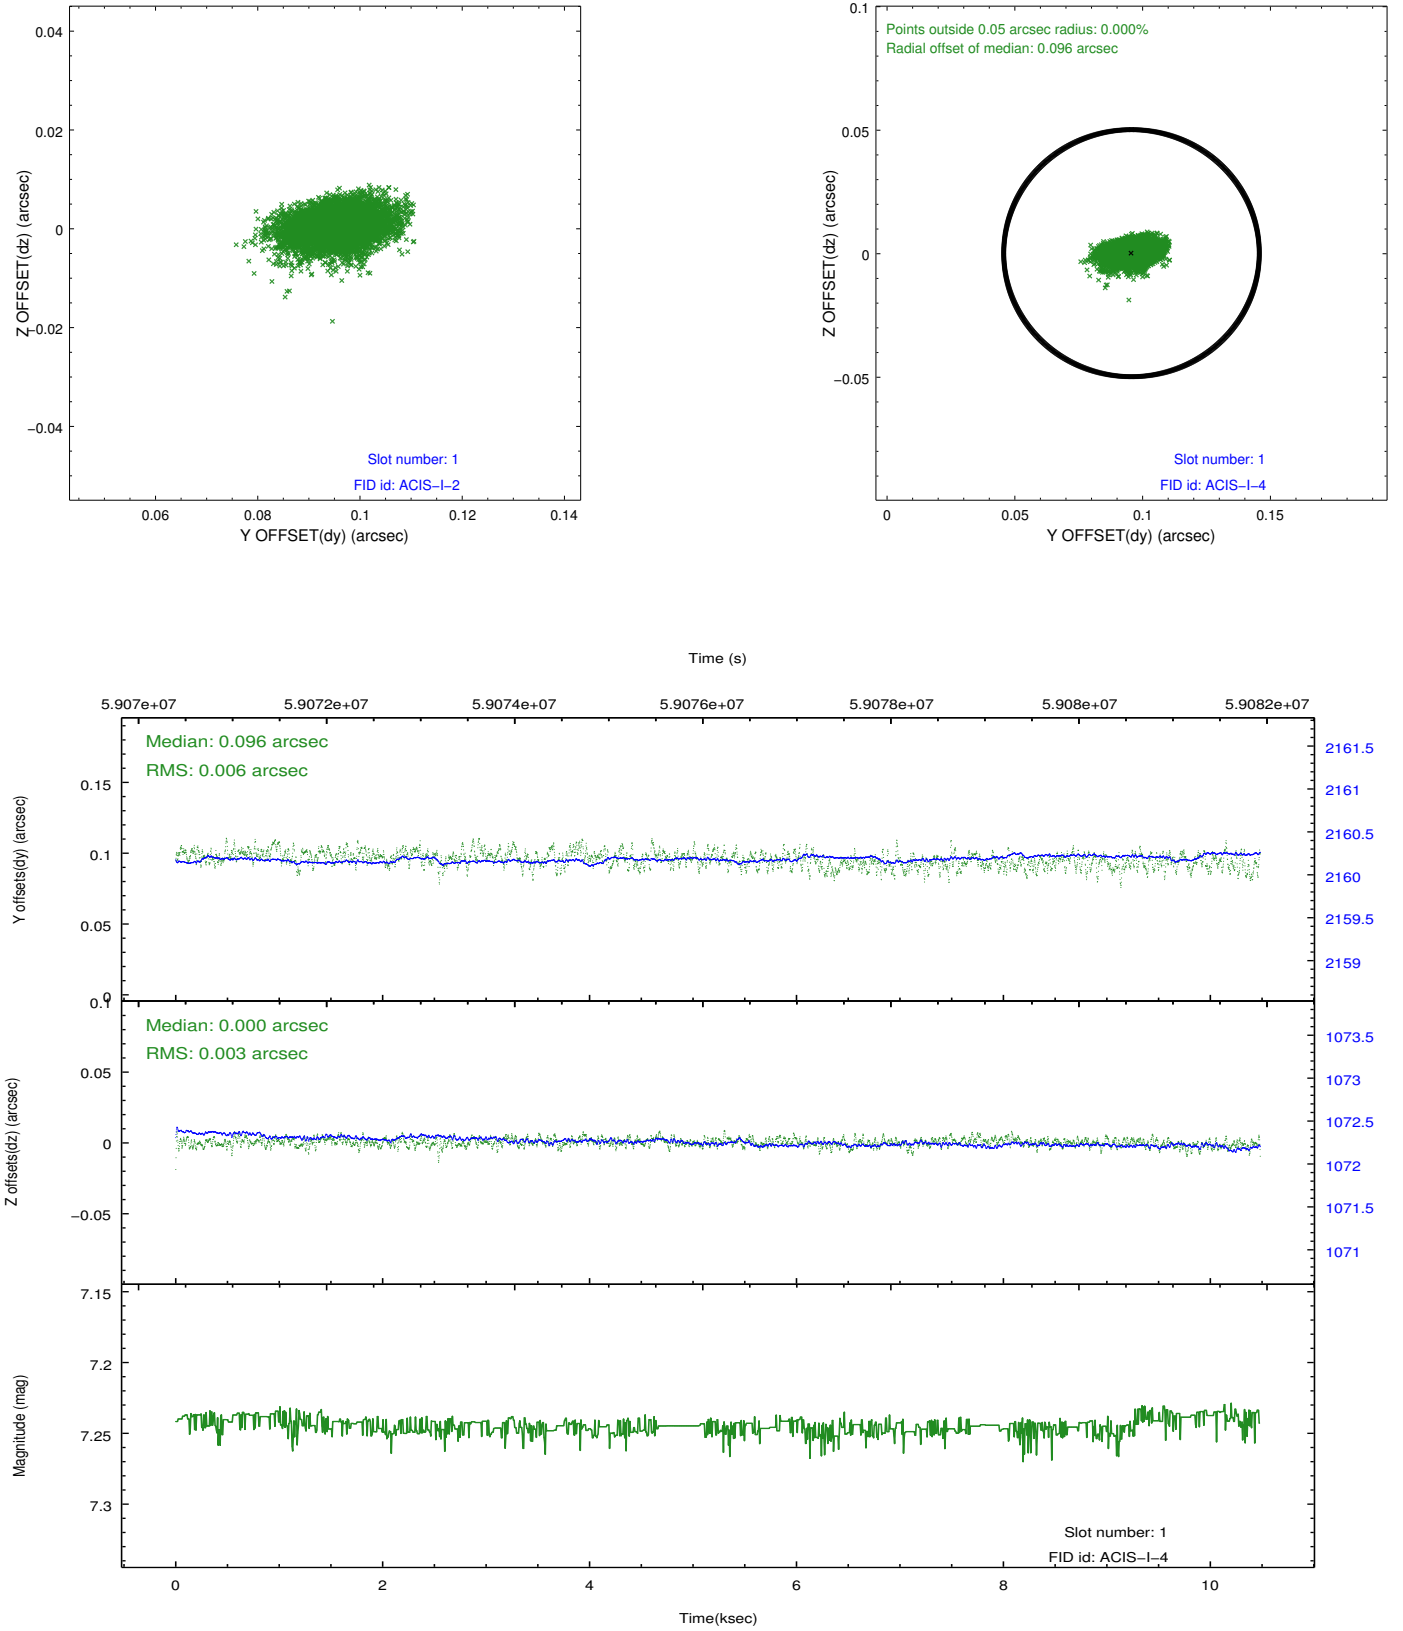 0.04
0.02
0
−0.02
−0.04
Z OFFSET(dz) (arcsec)
Slot number: 1
FID id: ACIS−I−2
0.06 0.08 0.1 0.12 0.14
Y OFFSET(dy) (arcsec)
0.1
0.05
0
−0.05
Z OFFSET(dz) (arcsec)
Points outside 0.05 arcsec radius: 0.000%
Radial offset of median: 0.096 arcsec
Slot number: 1
FID id: ACIS−I−4
0 0.05 0.1 0.15
Y OFFSET(dy) (arcsec)
Time (s)
5.907e+07 5.9072e+07 5.9074e+07 5.9076e+07 5.9078e+07 5.908e+07 5.9082e+07
Median: 0.096 arcsec
RMS: 0.006 arcsec
Y offsets(dy) (arcsec)
0.15
0.1
0.05
0
2161.5
2161
2160.5
2160
2159.5
2159
Median: 0.000 arcsec
RMS: 0.003 arcsec
Z offsets(dz) (arcsec)
0.1
0.05
0
−0.05
1073.5
1073
1072.5
1072
1071.5
1071
Magnitude (mag)
7.15
7.2
7.25
7.3
Slot number: 1
FID id: ACIS−I−4
0 2 4 6 8 10
Time(ksec)